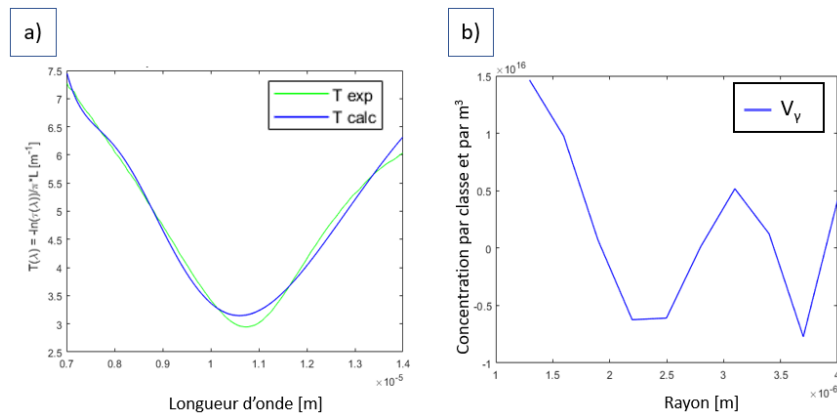 a)
7.5
7
6.5
6
5.5
5
4.5
4
3.5
3
2.5
T(λ) = -ln(τ(λ))/π*L [m⁻¹]
T exp
T calc
0.7 0.8 0.9 1 1.1 1.2 1.3 1.4
×10⁻⁵
Longueur d’onde [m]
b)
×10¹⁶
1.5
1
0.5
0
-0.5
-1
Concentration par classe et par m³
Vγ
1 1.5 2 2.5 3 3.5 4
×10⁻⁶
Rayon [m]